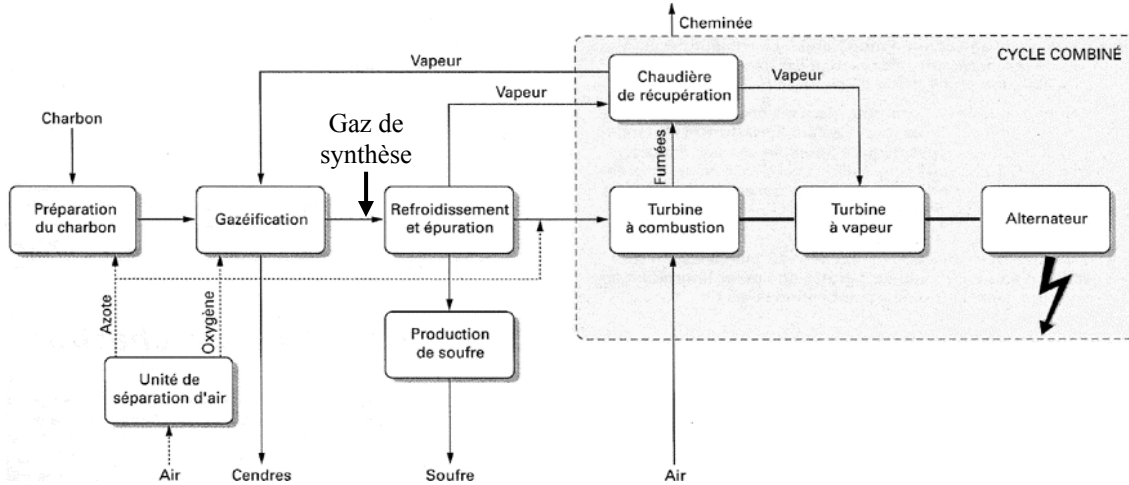 Cheminée
CYCLE COMBINÉ
Vapeur
Chaudière
de récupération
Vapeur
Vapeur
Charbon
Gaz de
synthèse
Fumées
Préparation
du charbon
Gazéification
Refroidissement
et épuration
Turbine
à combustion
Turbine
à vapeur
Alternateur
Azote
Oxygène
Production
de soufre
Unité de
séparation d'air
Air
Cendres
Soufre
Air